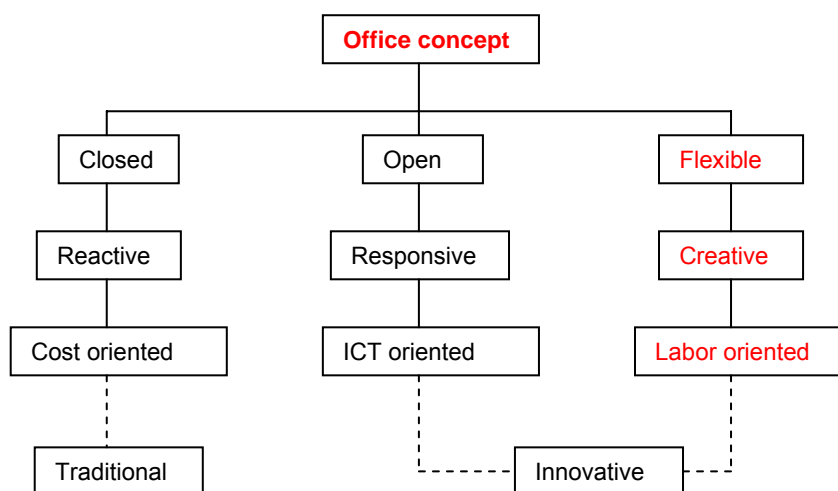 Office concept
Closed
Open
Flexible
Reactive
Responsive
Creative
Cost oriented
ICT oriented
Labor oriented
Traditional
Innovative